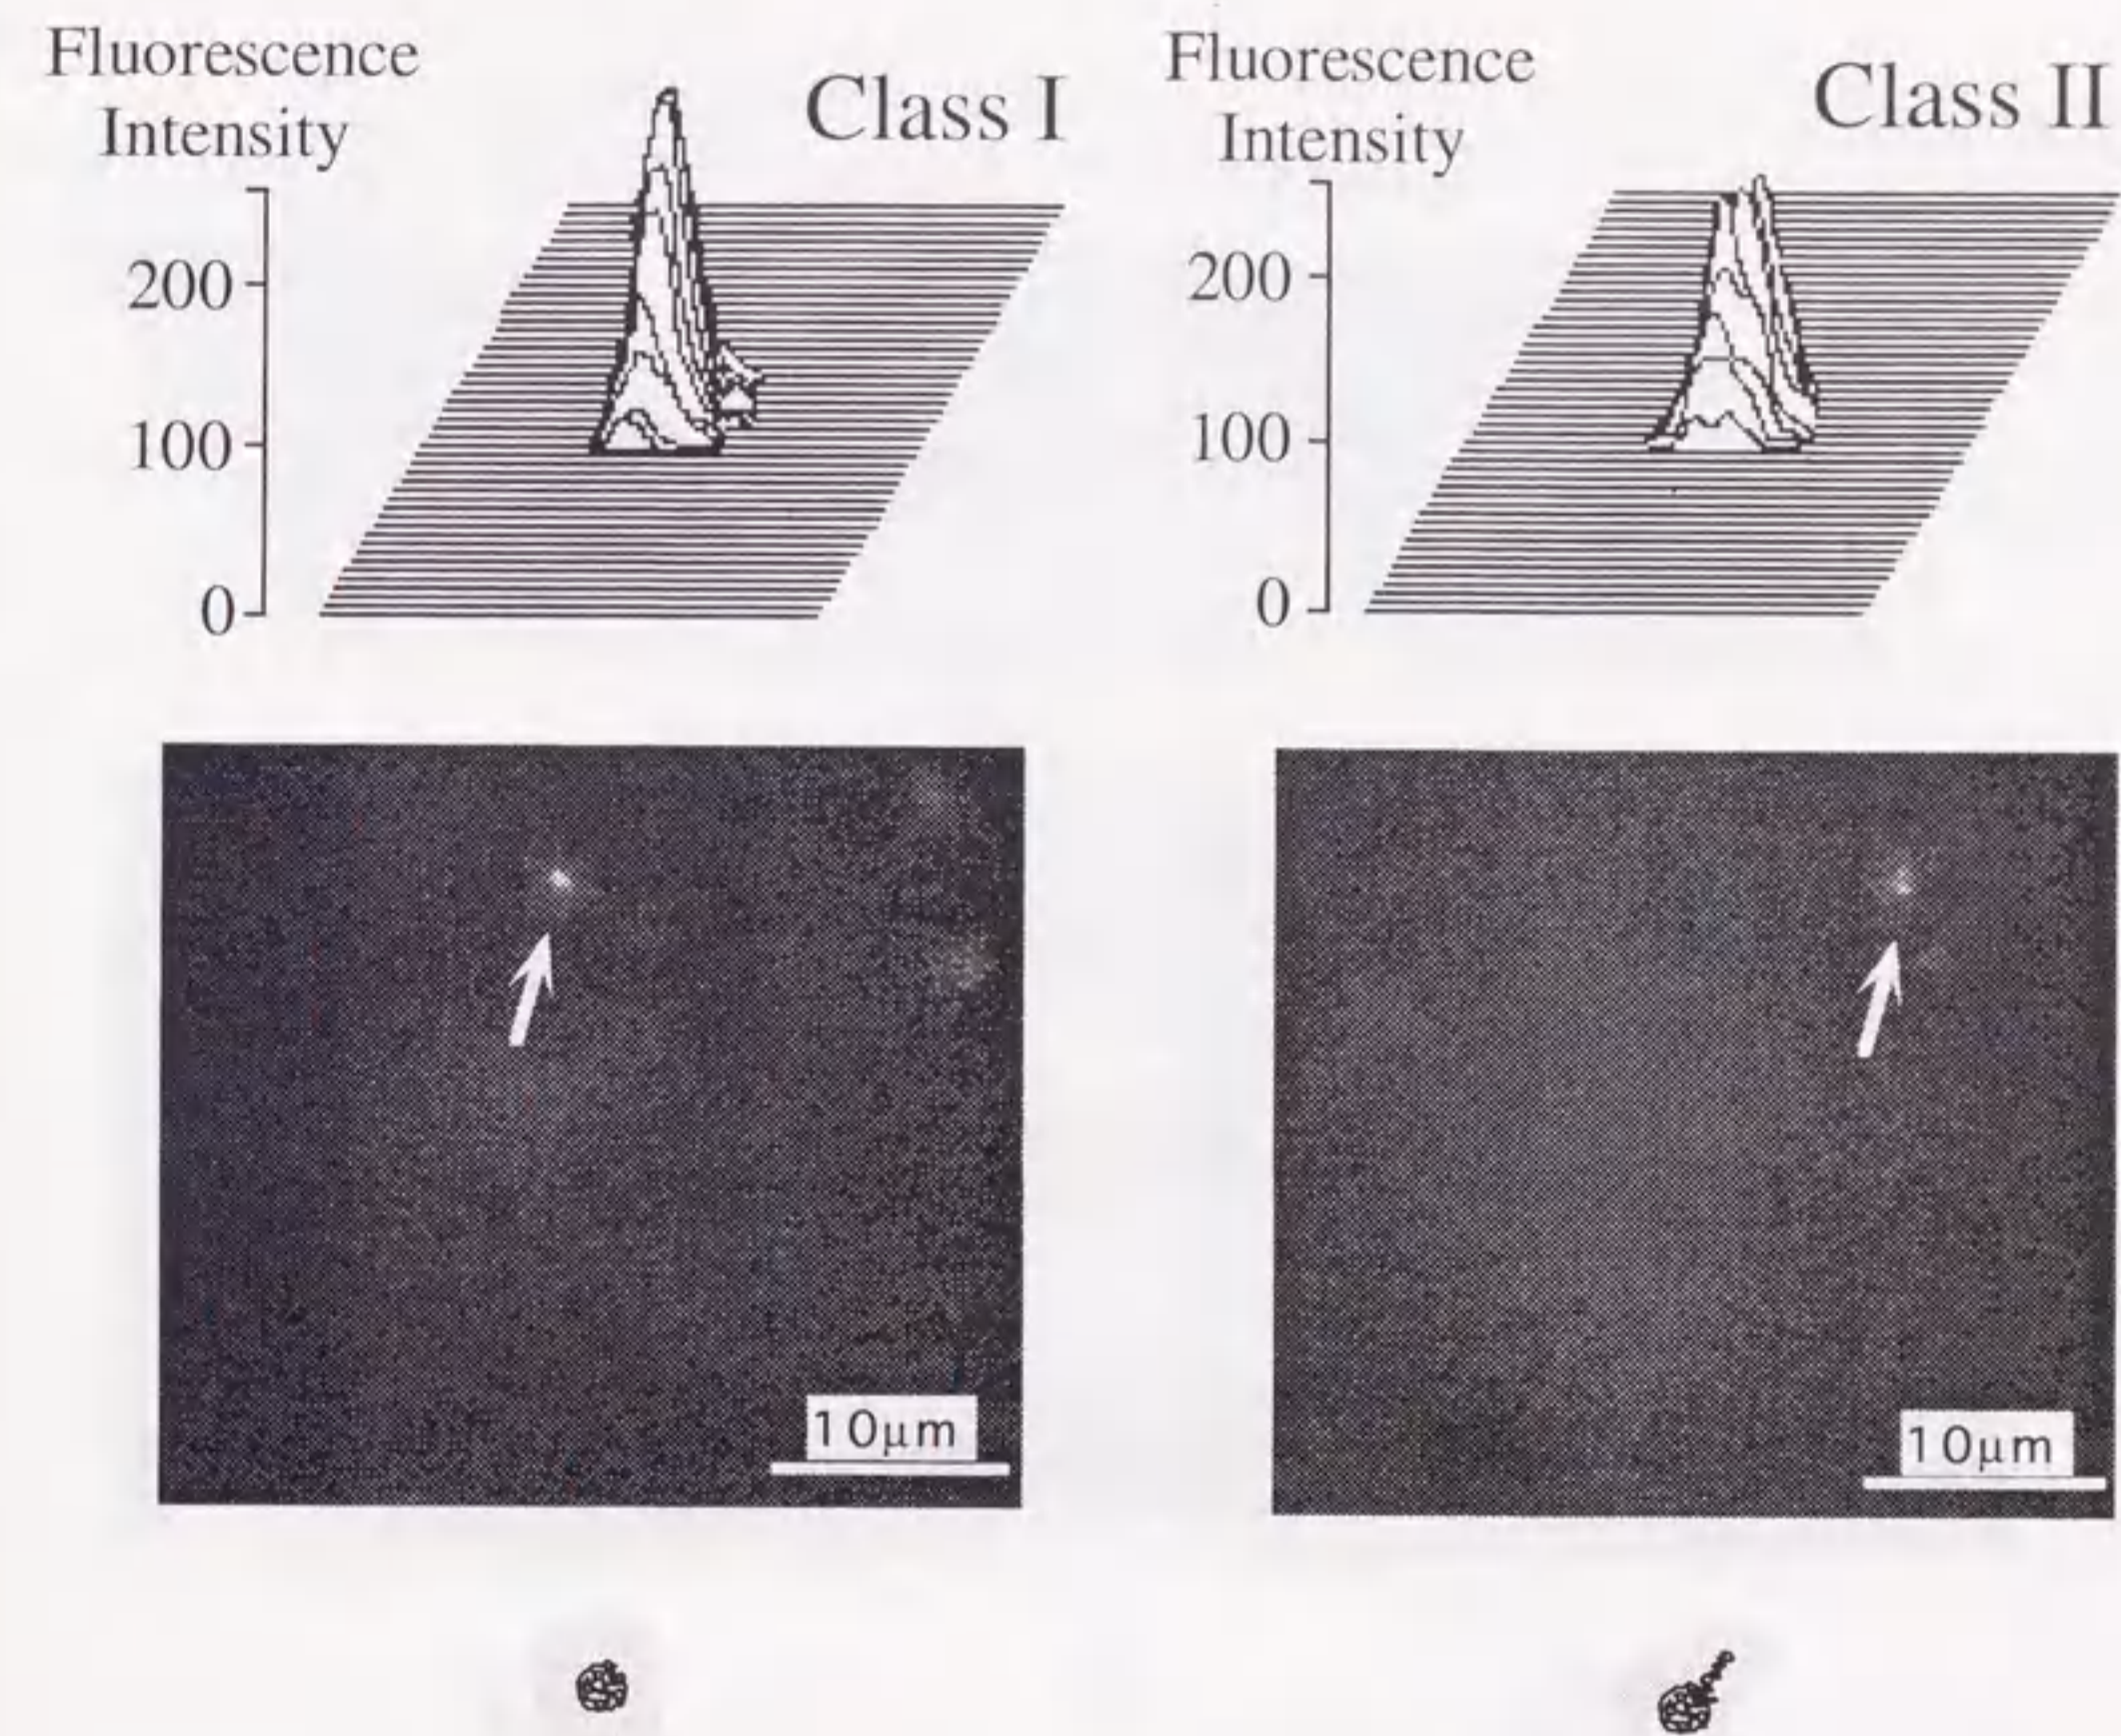 Fluorescence
Intensity
Class I
200
100
0
Fluorescence
Intensity
Class II
200
100
0
10μm
10μm